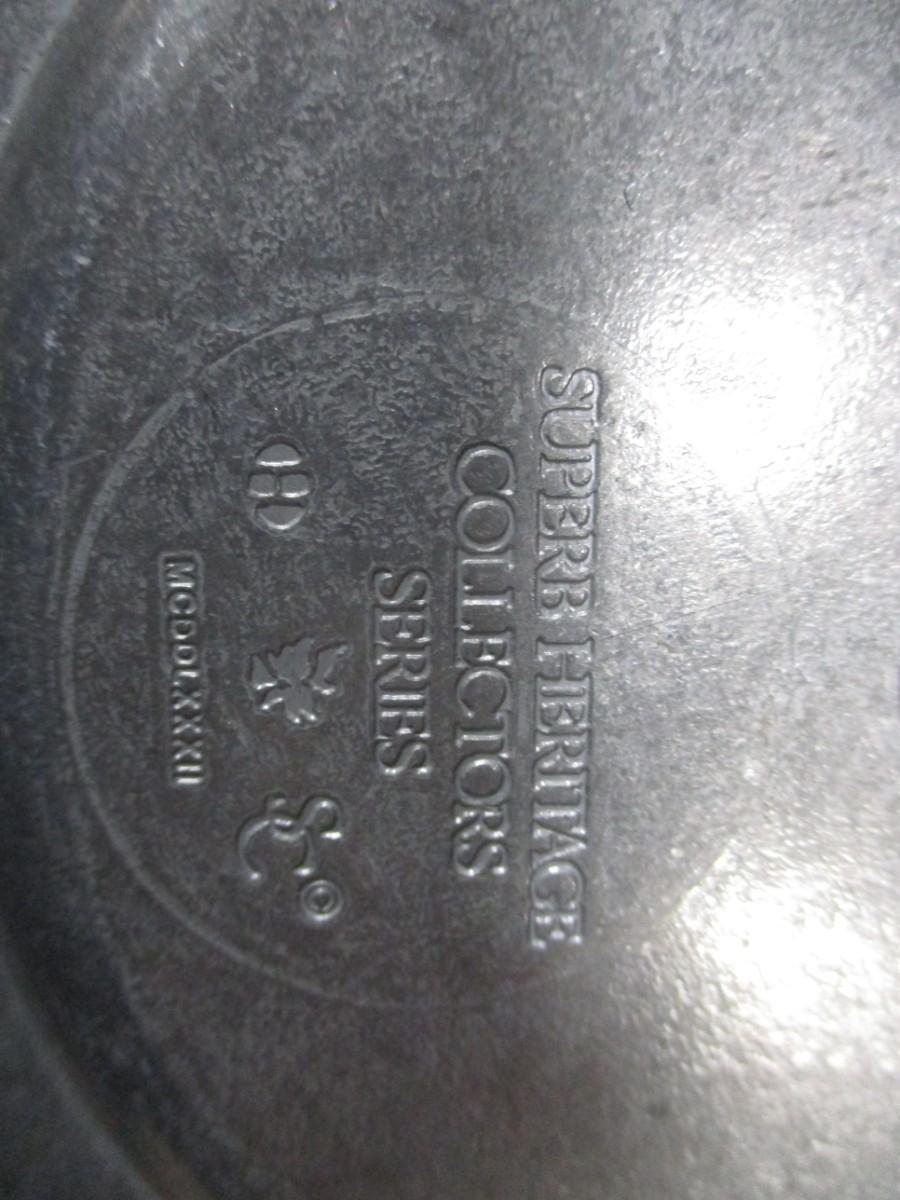 SUPERB HERITAGE
COLLECTORS
SERIES
©
MCDDLXXXII